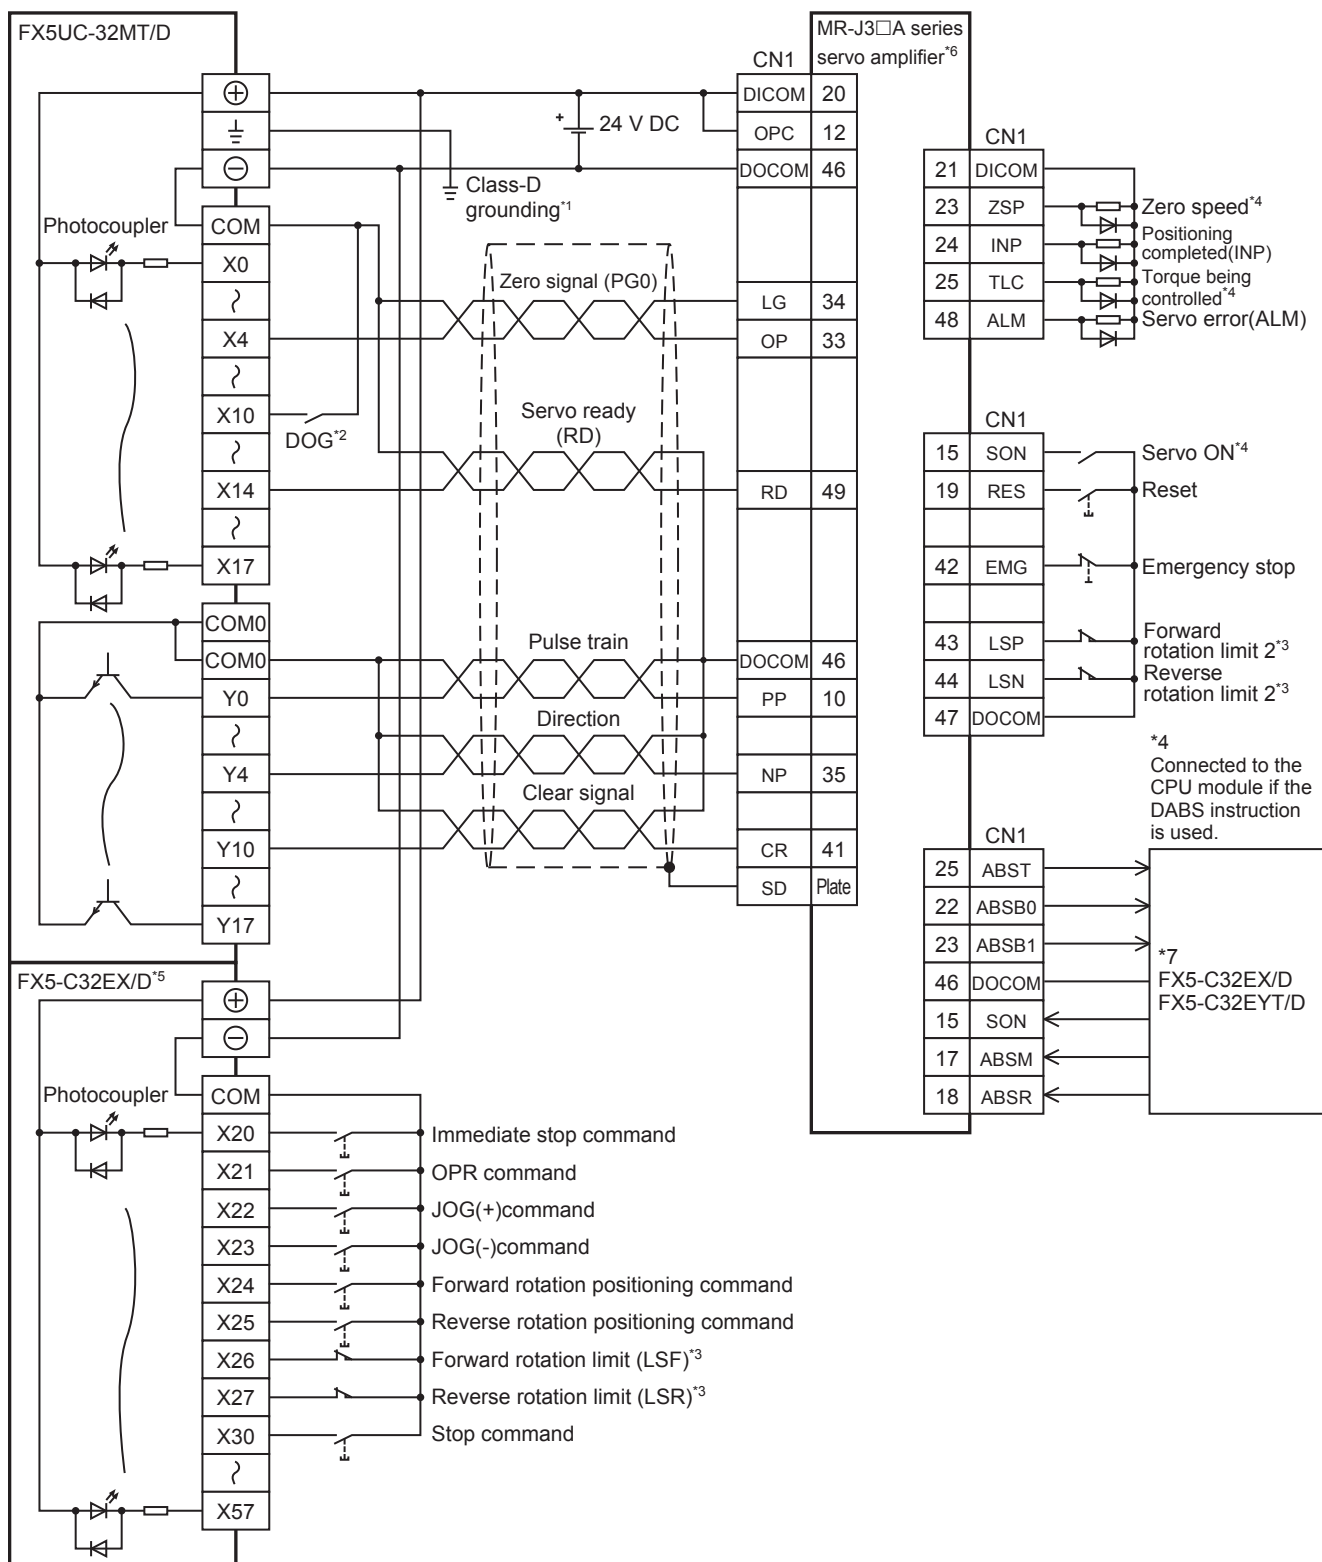 FX5UC-32MT/D
MR-J3□A series
servo amplifier*6
CN1
DICOM 20
24 V DC
OPC 12
DOCOM 46
Class-D
grounding*1
Photocoupler
COM
X0
X4
X10
X14
X17
DOG*2
Zero signal (PG0)
LG 34
OP 33
Servo ready
(RD)
RD 49
COM0
COM0
Y0
Y4
Y10
Y17
Pulse train
DOCOM 46
PP 10
Direction
NP 35
Clear signal
CR 41
SD Plate
CN1
21 DICOM
23 ZSP Zero speed*4
24 INP Positioning
completed(INP)
25 TLC Torque being
controlled*4
48 ALM Servo error(ALM)
CN1
15 SON Servo ON*4
19 RES Reset
42 EMG Emergency stop
43 LSP Forward
rotation limit 2*3
44 LSN Reverse
rotation limit 2*3
47 DOCOM
*4
Connected to the
CPU module if the
DABS instruction
is used.
CN1
25 ABST
22 ABSB0
23 ABSB1
46 DOCOM
15 SON
17 ABSM
18 ABSR
*7
FX5-C32EX/D
FX5-C32EYT/D
FX5-C32EX/D*5
Photocoupler
COM
X20 Immediate stop command
X21 OPR command
X22 JOG(+)command
X23 JOG(-)command
X24 Forward rotation positioning command
X25 Reverse rotation positioning command
X26 Forward rotation limit (LSF)*3
X27 Reverse rotation limit (LSR)*3
X30 Stop command
X57